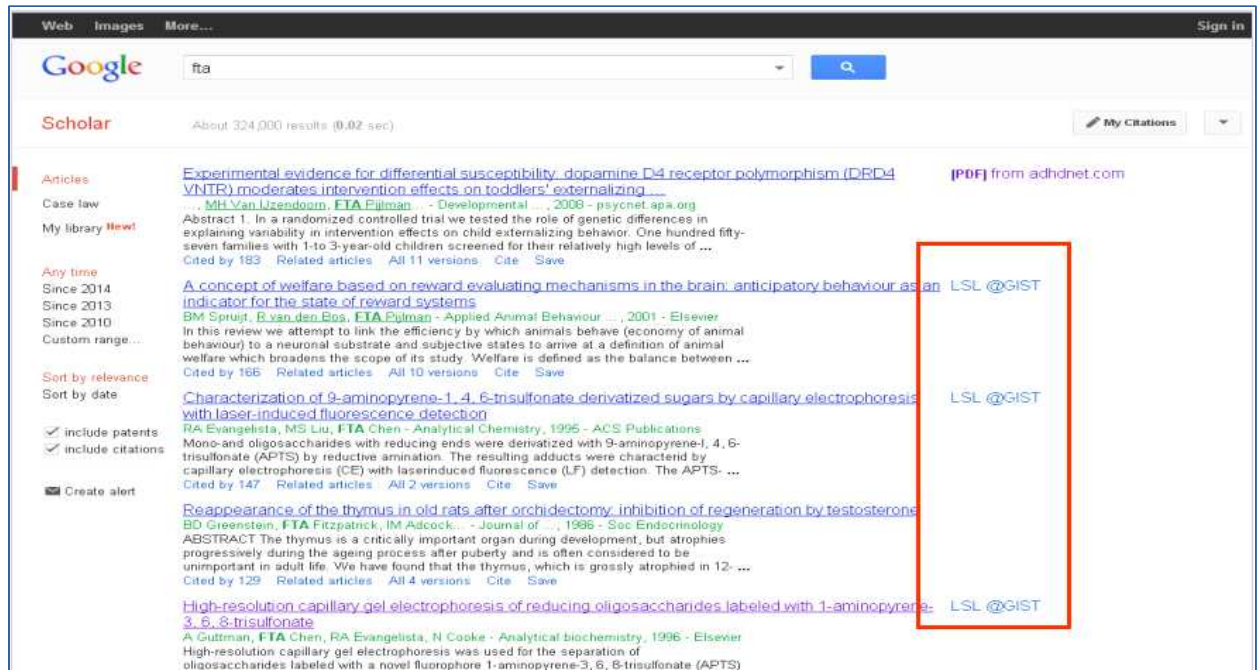 Web Images More... Sign in
Google fta
Scholar About 324,000 results (0.02 sec) My Citations
Articles
Case law
My library New!
Any time
Since 2014
Since 2013
Since 2010
Custom range...
Sort by relevance
Sort by date
include patents
include citations
Create alert
Experimental evidence for differential susceptibility: dopamine D4 receptor polymorphism (DRD4
VNTR) moderates intervention effects on toddlers' externalizing ...
..., MH Van IJzendoorn, FTA Pijlman... - Developmental ..., 2008 - psycnet.apa.org
Abstract 1. In a randomized controlled trial we tested the role of genetic differences in
explaining variability in intervention effects on child externalizing behavior. One hundred fifty-
seven families with 1-to 3-year-old children screened for their relatively high levels of ...
Cited by 183 Related articles All 11 versions Cite Save
[PDF] from adhdnet.com
A concept of welfare based on reward evaluating mechanisms in the brain: anticipatory behaviour as an
indicator for the state of reward systems
BM Spruijt, R van den Bos, FTA Pijlman - Applied Animal Behaviour ..., 2001 - Elsevier
In this review we attempt to link the efficiency by which animals behave (economy of animal
behaviour) to a neuronal substrate and subjective states to arrive at a definition of animal
welfare which broadens the scope of its study. Welfare is defined as the balance between ...
Cited by 166 Related articles All 10 versions Cite Save
LSL @GIST
Characterization of 9-aminopyrene-1, 4, 6-trisulfonate derivatized sugars by capillary electrophoresis
with laser-induced fluorescence detection
RA Evangelista, MS Liu, FTA Chen - Analytical Chemistry, 1995 - ACS Publications
Mono-and oligosaccharides with reducing ends were derivatized with 9-aminopyrene-l, 4, 6-
trisulfonate (APTS) by reductive amination. The resulting adducts were characterid by
capillary electrophoresis (CE) with laserinduced fluorescence (LF) detection. The APTS- ...
Cited by 147 Related articles All 2 versions Cite Save
LSL @GIST
Reappearance of the thymus in old rats after orchidectomy: inhibition of regeneration by testosterone
BD Greenstein, FTA Fitzpatrick, IM Adcock... - Journal of ..., 1986 - Soc Endocrinology
ABSTRACT The thymus is a critically important organ during development, but atrophies
progressively during the ageing process after puberty and is often considered to be
unimportant in adult life. We have found that the thymus, which is grossly atrophied in 12- ...
Cited by 129 Related articles All 4 versions Cite Save
High-resolution capillary gel electrophoresis of reducing oligosaccharides labeled with 1-aminopyrene-
3, 6, 8-trisulfonate
A Guttman, FTA Chen, RA Evangelista, N Cooke - Analytical biochemistry, 1996 - Elsevier
High-resolution capillary gel electrophoresis was used for the separation of
oligosaccharides labeled with a novel fluorophore 1-aminopyrene-3, 6, 8-trisulfonate (APTS)
LSL @GIST